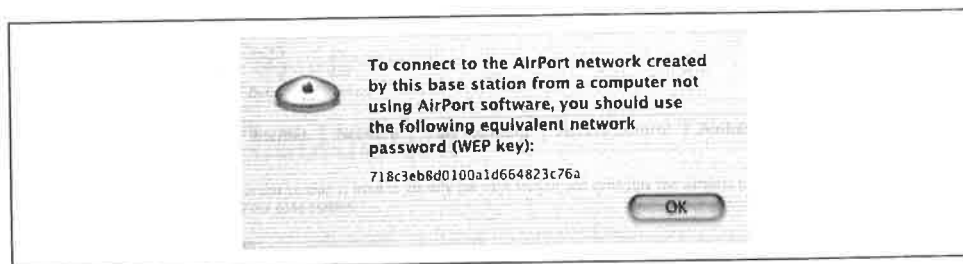 To connect to the AirPort network created
by this base station from a computer not
using AirPort software, you should use
the following equivalent network
password (WEP key):
718c3eb8d0100a1d664823c76a
OK